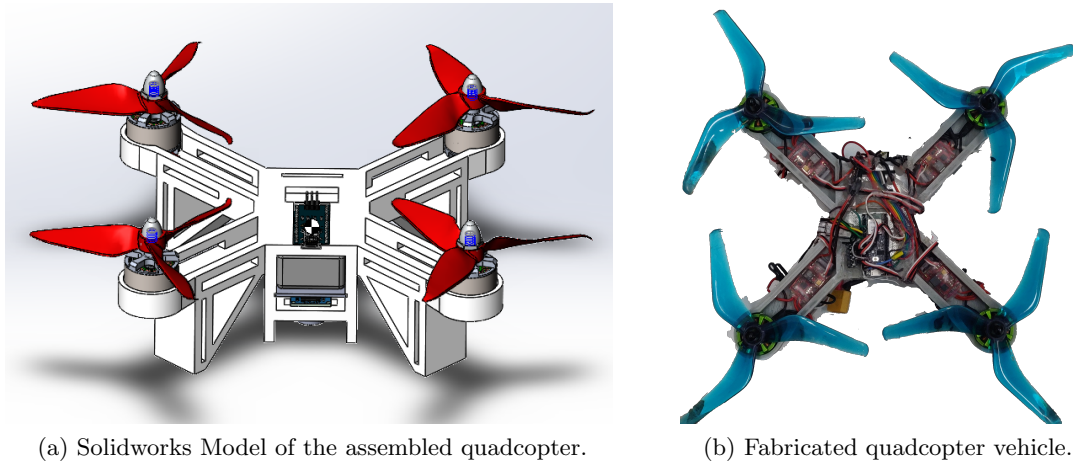 (a) Solidworks Model of the assembled quadcopter.
(b) Fabricated quadcopter vehicle.